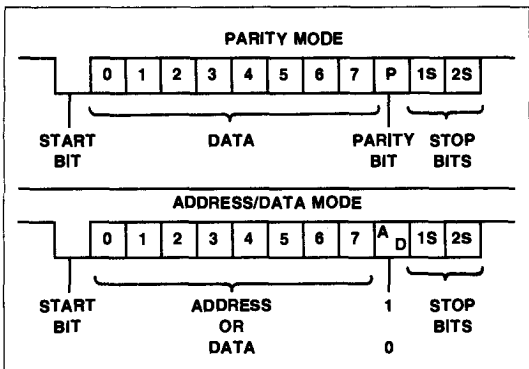 PARITY MODE
0 1 2 3 4 5 6 7 P 1S 2S
START BIT
DATA
PARITY BIT
STOP BITS
ADDRESS/DATA MODE
0 1 2 3 4 5 6 7 A D 1S 2S
START BIT
ADDRESS OR DATA
1 0
STOP BITS